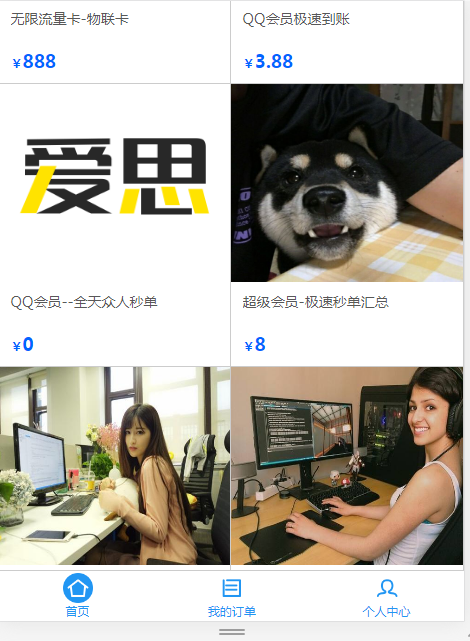 无限流量卡-物联卡
QQ会员极速到账
￥888
￥3.88
爱思
QQ会员--全天众人秒单
超级会员-极速秒单汇总
￥0
￥8
首页
我的订单
个人中心